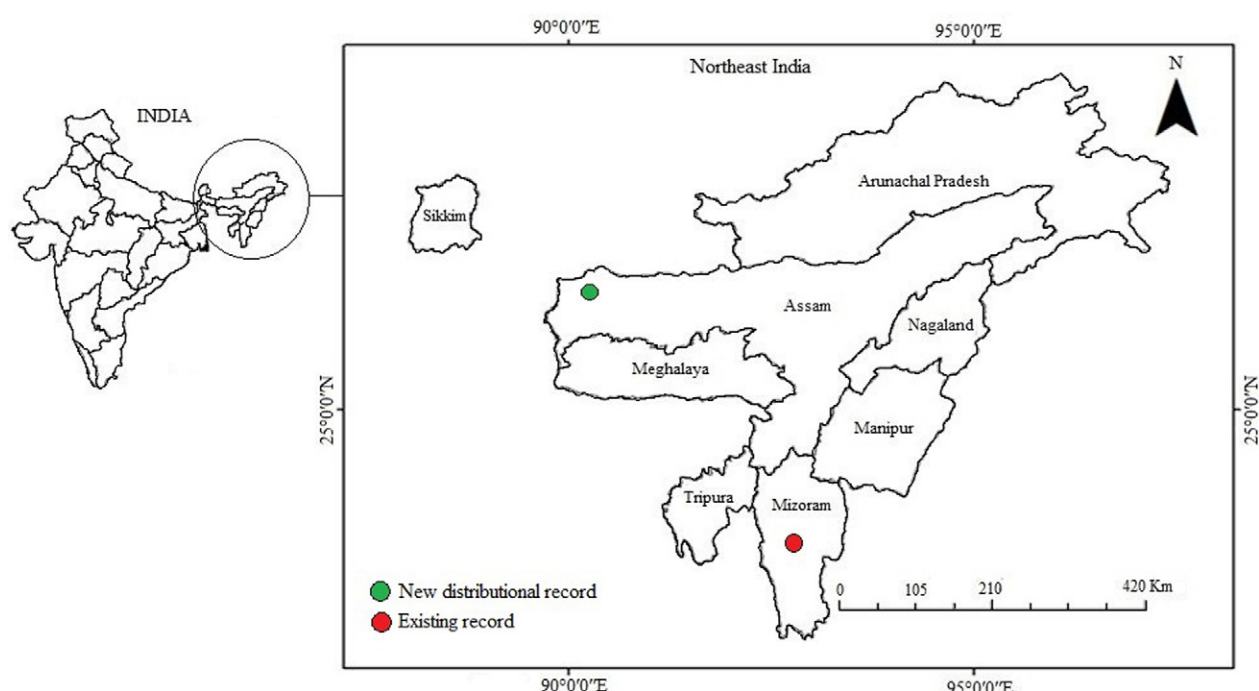 90°0'0"E
95°0'0"E
Northeast India
N
INDIA
Arunachal Pradesh
Sikkim
Assam
Nagaland
Meghalaya
25°0'0"N
25°0'0"N
Manipur
Tripura
Mizoram
New distributional record
0 105 210 420 Km
Existing record
90°0'0"E
95°0'0"E